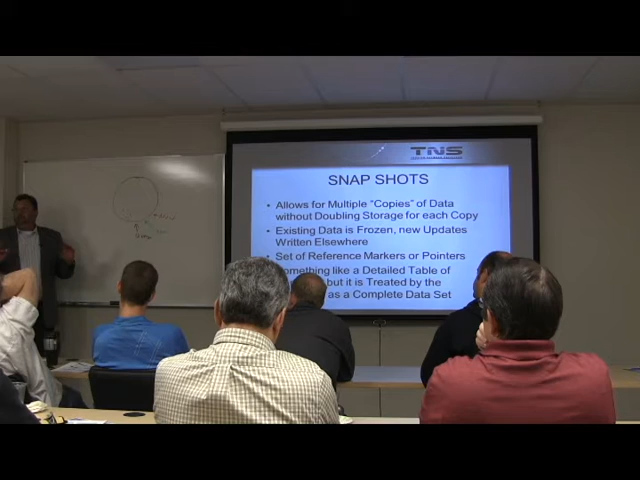 TNS
SNAP SHOTS
• Allows for Multiple "Copies" of Data
without Doubling Storage for each Copy
• Existing Data is Frozen, new Updates
Written Elsewhere
• Set of Reference Markers or Pointers
omething like a Detailed Table of
but it is Treated by the
as a Complete Data Set